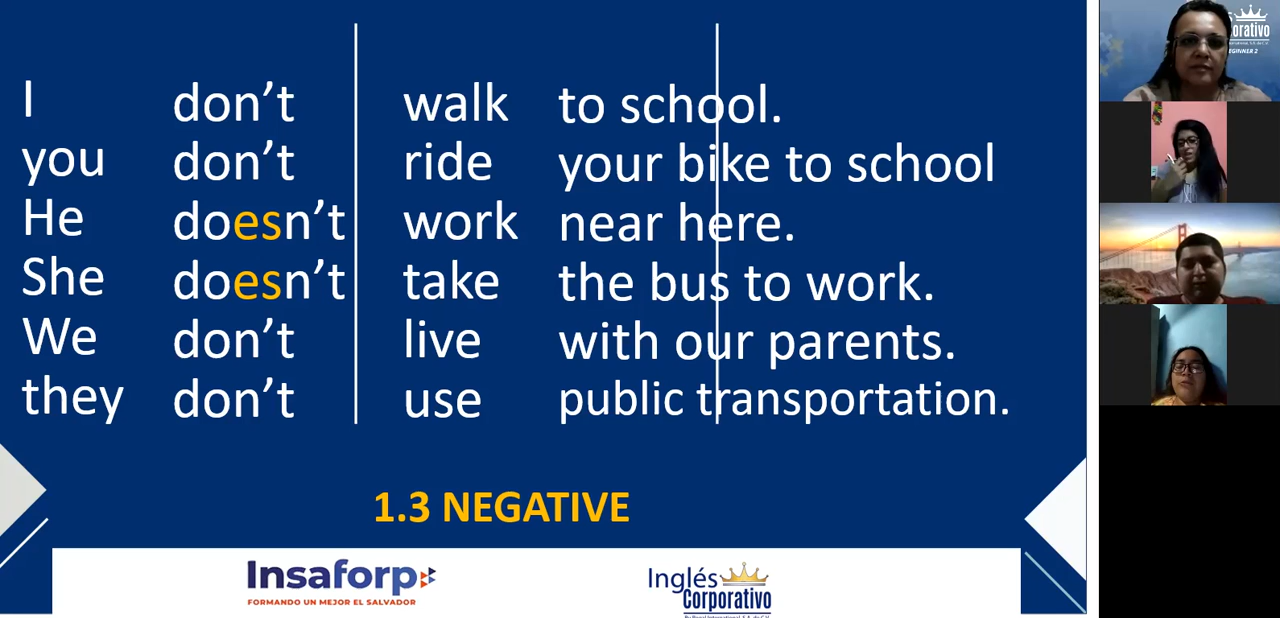 I don't walk to school.
you don't ride your bike to school
He doesn't work near here.
She doesn't take the bus to work.
We don't live with our parents.
they don't use public transportation.
1.3 NEGATIVE
Insaforp
FORMANDO UN MEJOR EL SALVADOR
Inglés
Corporativo
orativo
EGINNER 2